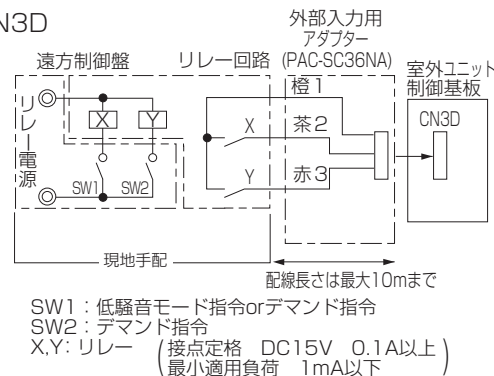 N3D
外部入力用
アダプター
(PAC-SC36NA)
遠方制御盤
リレー回路
室外ユニット
制御基板
リレー電源
X
Y
SW1
SW2
X
Y
橙1
茶2
赤3
CN3D
現地手配
配線長さは最大10mまで
SW1：低騒音モード指令orデマンド指令
SW2：デマンド指令
X,Y：リレー (接点定格 DC15V 0.1A以上
最小適用負荷 1mA以下)